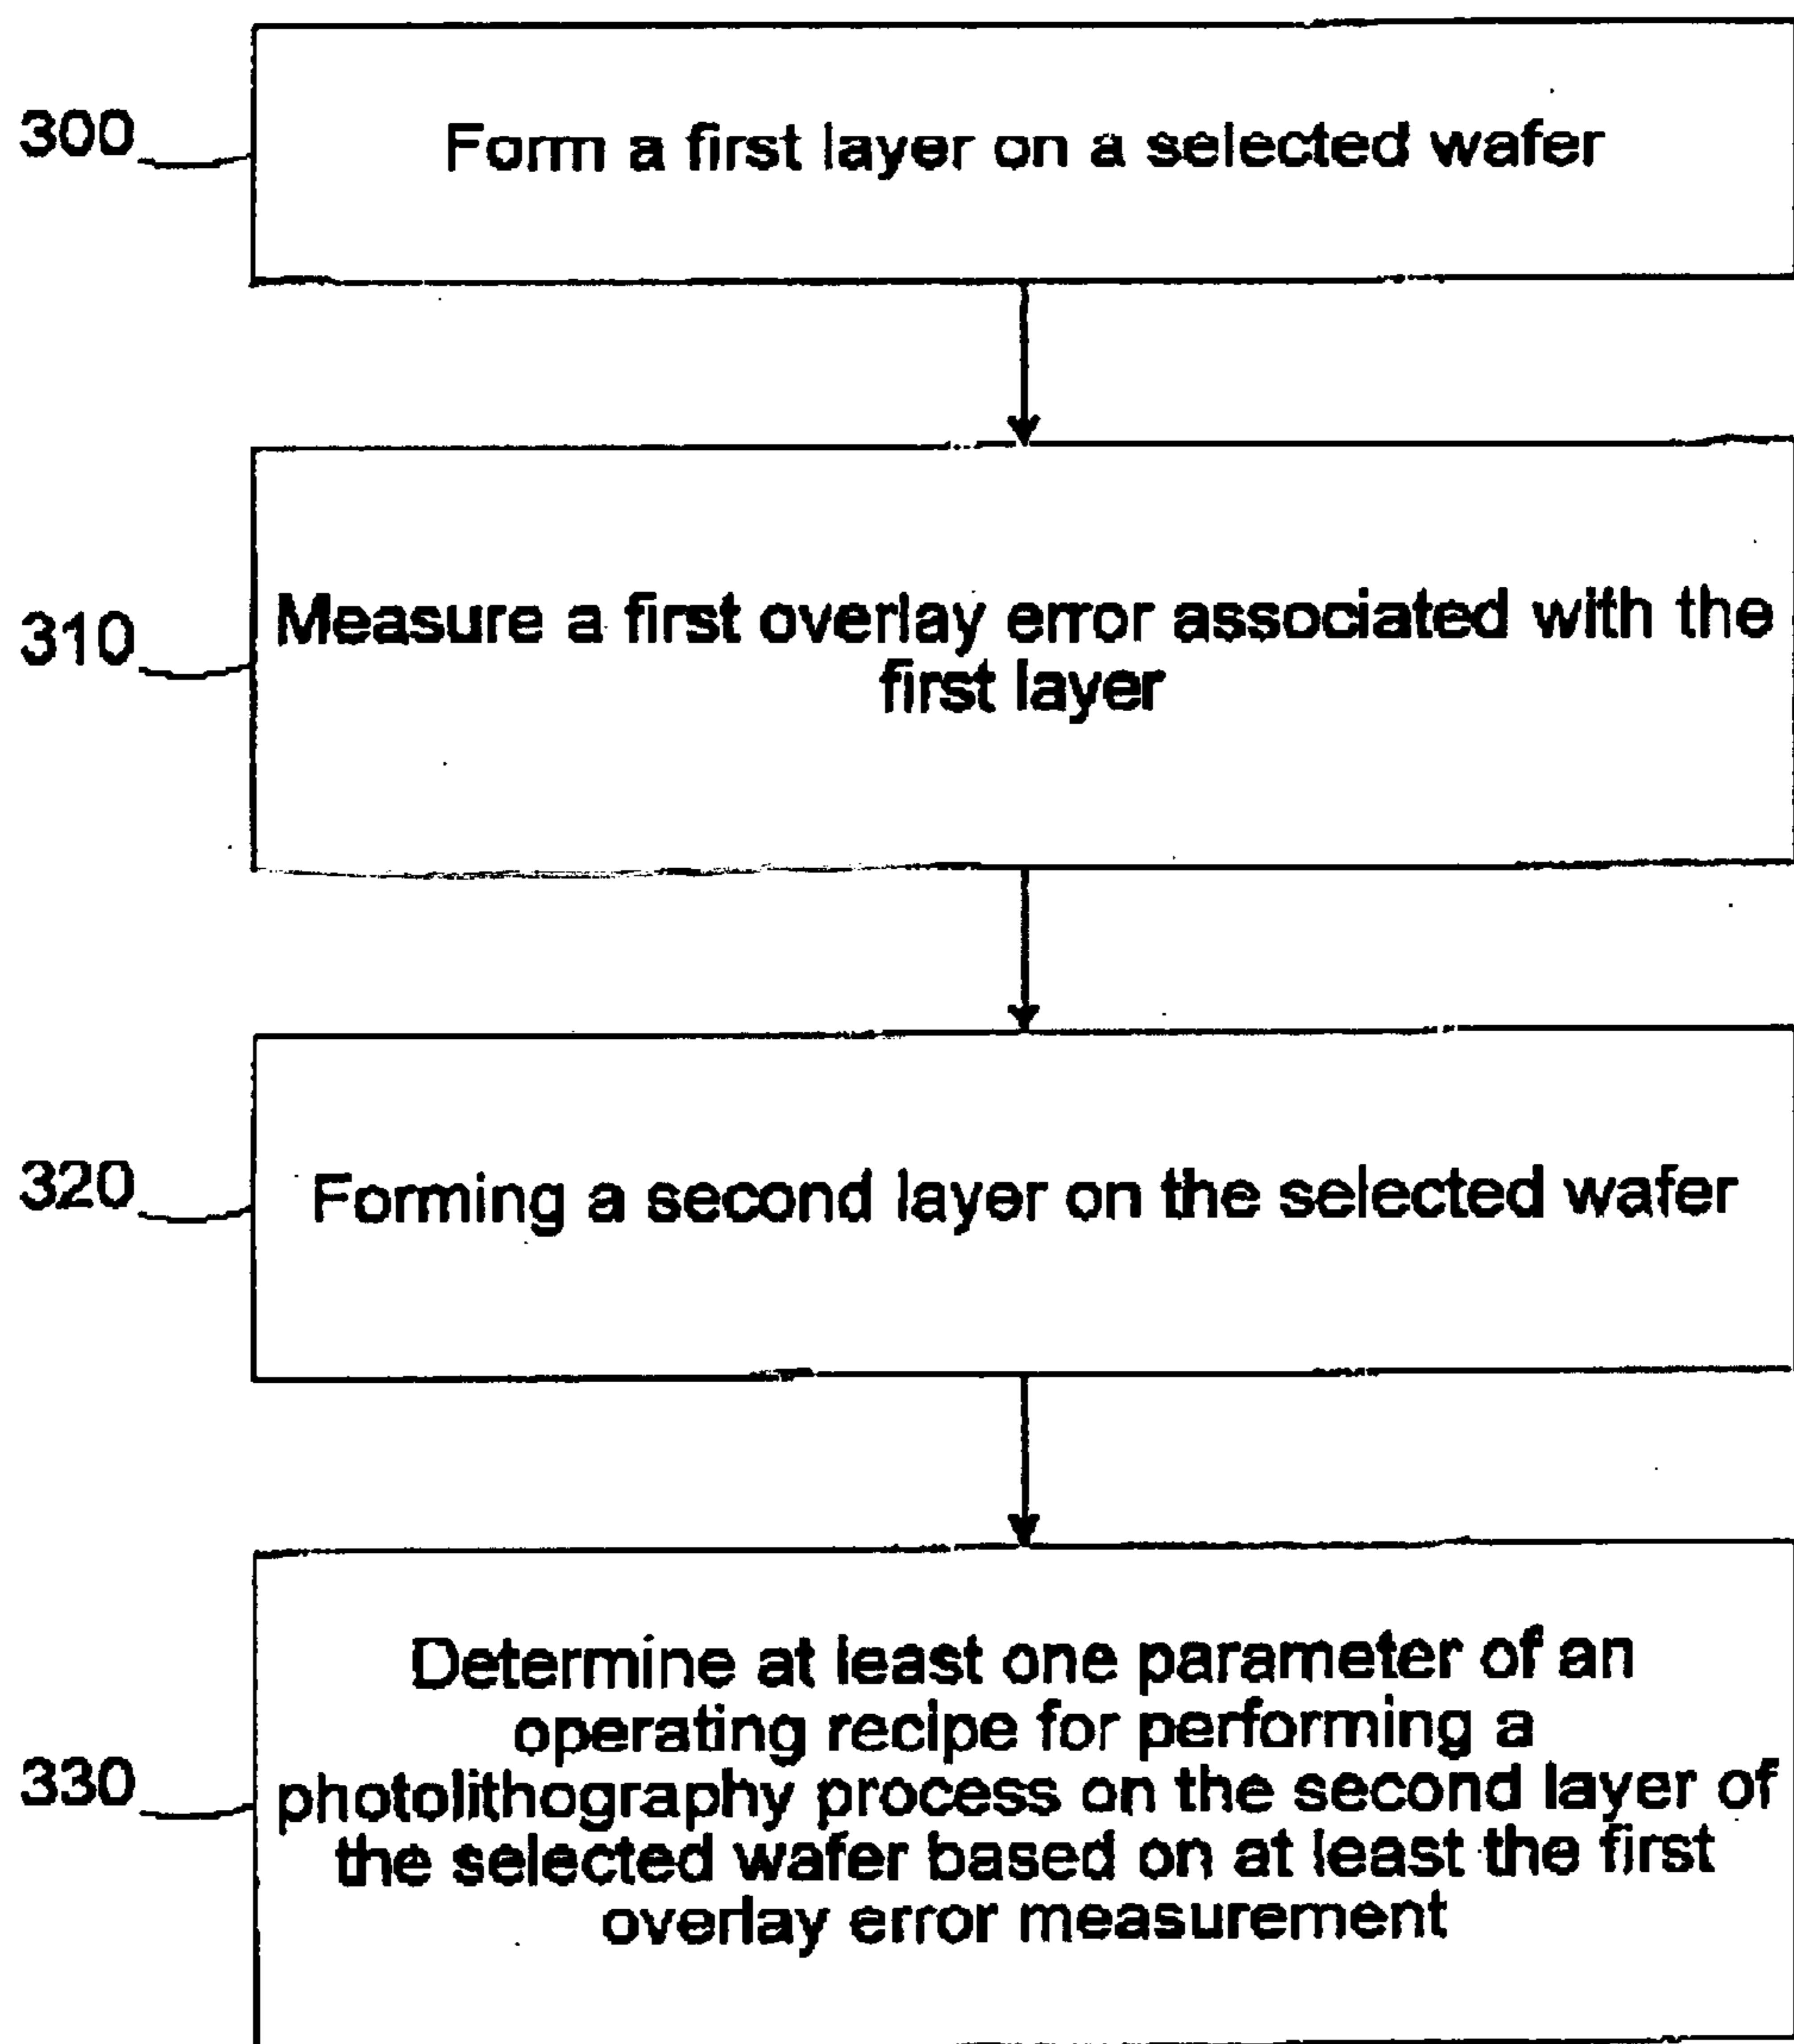 300
Form a first layer on a selected wafer
310
Measure a first overlay error associated with the
first layer
320
Forming a second layer on the selected wafer
330
Determine at least one parameter of an
operating recipe for performing a
photolithography process on the second layer of
the selected wafer based on at least the first
overlay error measurement